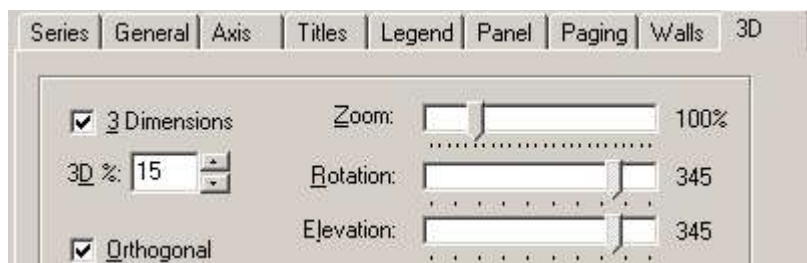 Series General Axis Titles Legend Panel Paging Walls 3D
3 Dimensions Zoom: 100%
3D %: 15 Rotation: 345
Orthogonal Elevation: 345